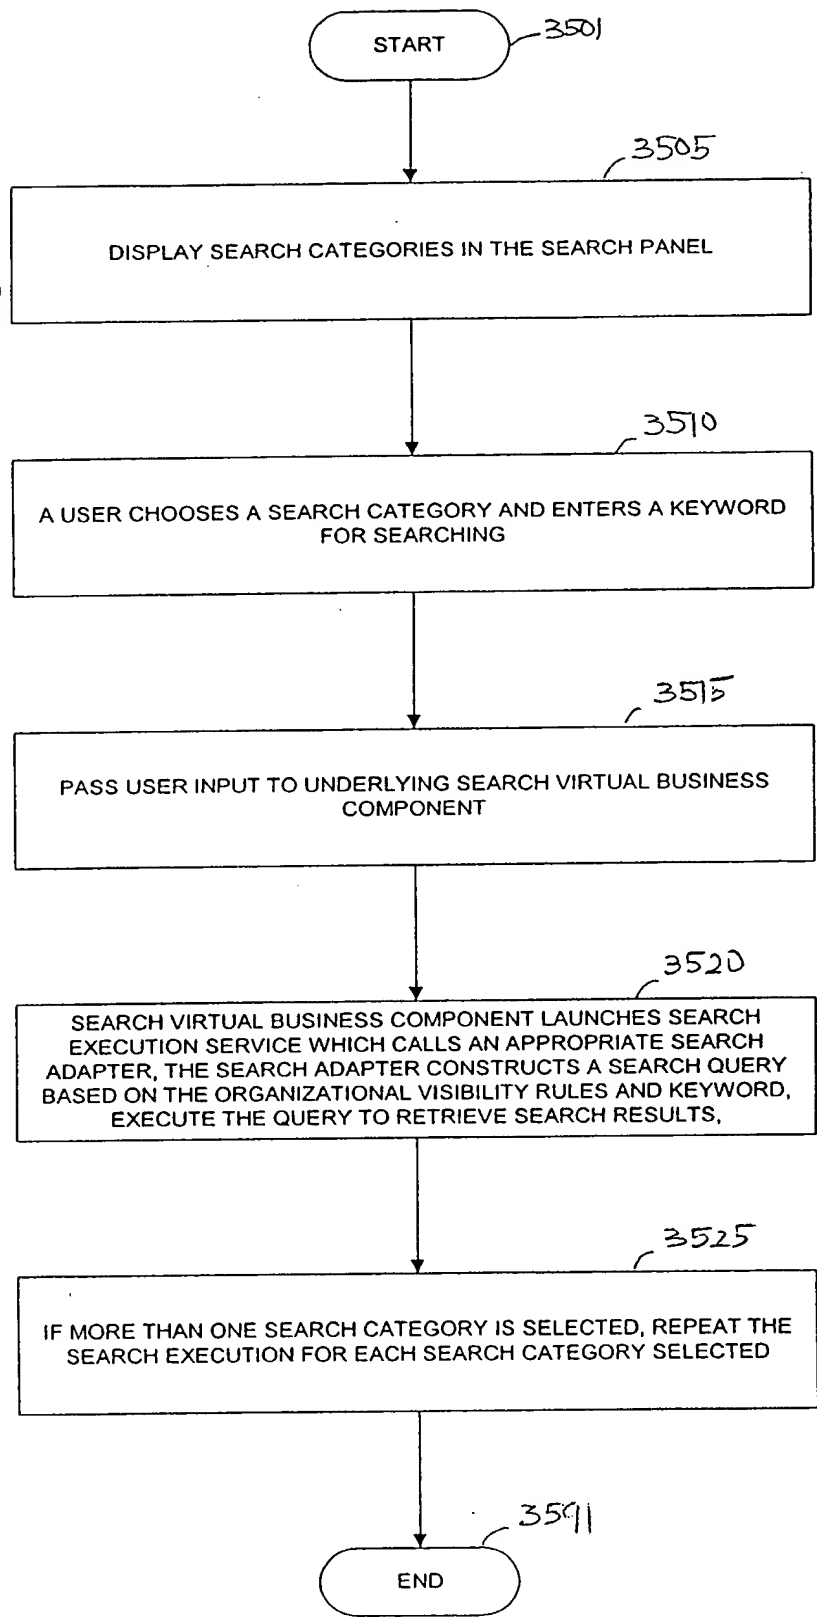 START
3501
3505
DISPLAY SEARCH CATEGORIES IN THE SEARCH PANEL
3510
A USER CHOOSES A SEARCH CATEGORY AND ENTERS A KEYWORD
FOR SEARCHING
3515
PASS USER INPUT TO UNDERLYING SEARCH VIRTUAL BUSINESS
COMPONENT
3520
SEARCH VIRTUAL BUSINESS COMPONENT LAUNCHES SEARCH
EXECUTION SERVICE WHICH CALLS AN APPROPRIATE SEARCH
ADAPTER, THE SEARCH ADAPTER CONSTRUCTS A SEARCH QUERY
BASED ON THE ORGANIZATIONAL VISIBILITY RULES AND KEYWORD,
EXECUTE THE QUERY TO RETRIEVE SEARCH RESULTS,
3525
IF MORE THAN ONE SEARCH CATEGORY IS SELECTED, REPEAT THE
SEARCH EXECUTION FOR EACH SEARCH CATEGORY SELECTED
3591
END